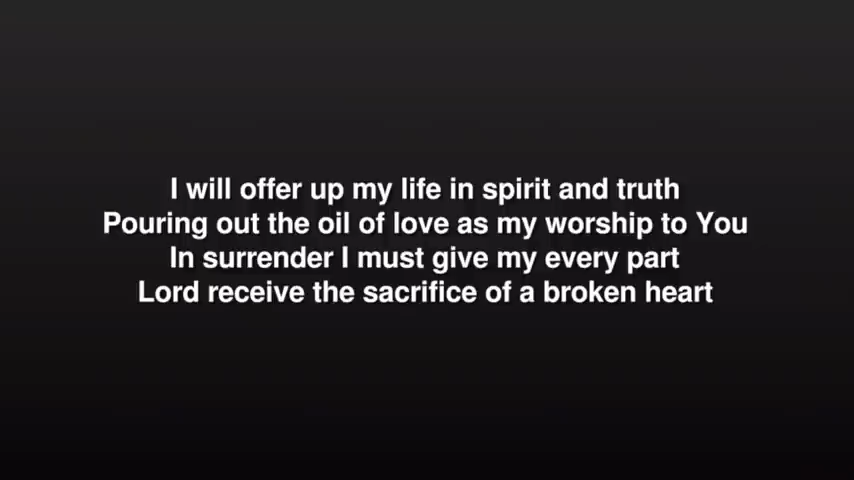 I will offer up my life in spirit and truth
Pouring out the oil of love as my worship to You
In surrender I must give my every part
Lord receive the sacrifice of a broken heart